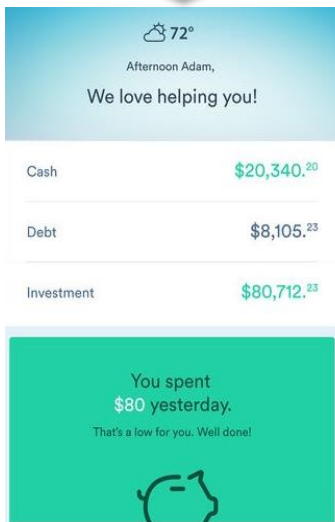 72°
Afternoon Adam,
We love helping you!
Cash $20,340.20
Debt $8,105.23
Investment $80,712.23
You spent
$80 yesterday.
That's a low for you. Well done!